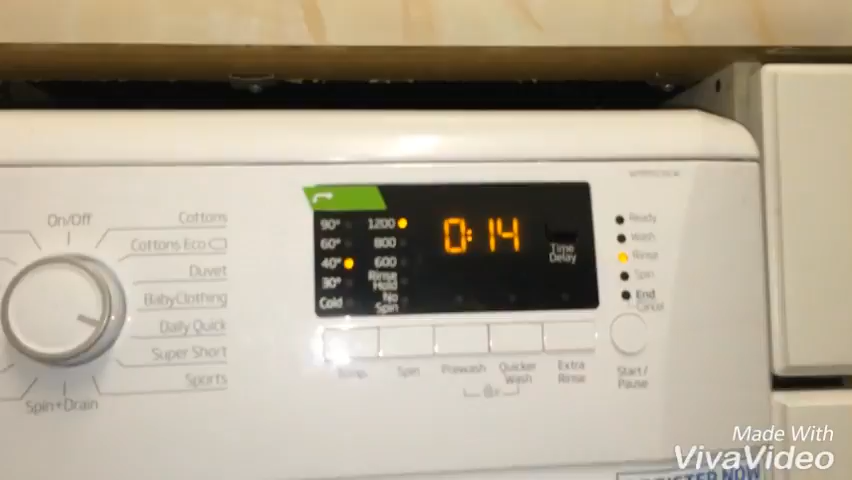 On/Off
Cottons
Cottons Eco
Duvet
BabyClothing
Daily Quick
Super Short
Sports
Spin+Drain
90°
60°
40°
30°
Cold
1200
800
600
Rinse
Hold
No
Spin
0:14
Time
Delay
Ready
Wash
Rinse
Spin
End
Cancel
Temp.
Spin
Prewash
Quicker
Wash
Extra
Rinse
Start/
Pause
REGISTER NOW
Made With
VivaVideo